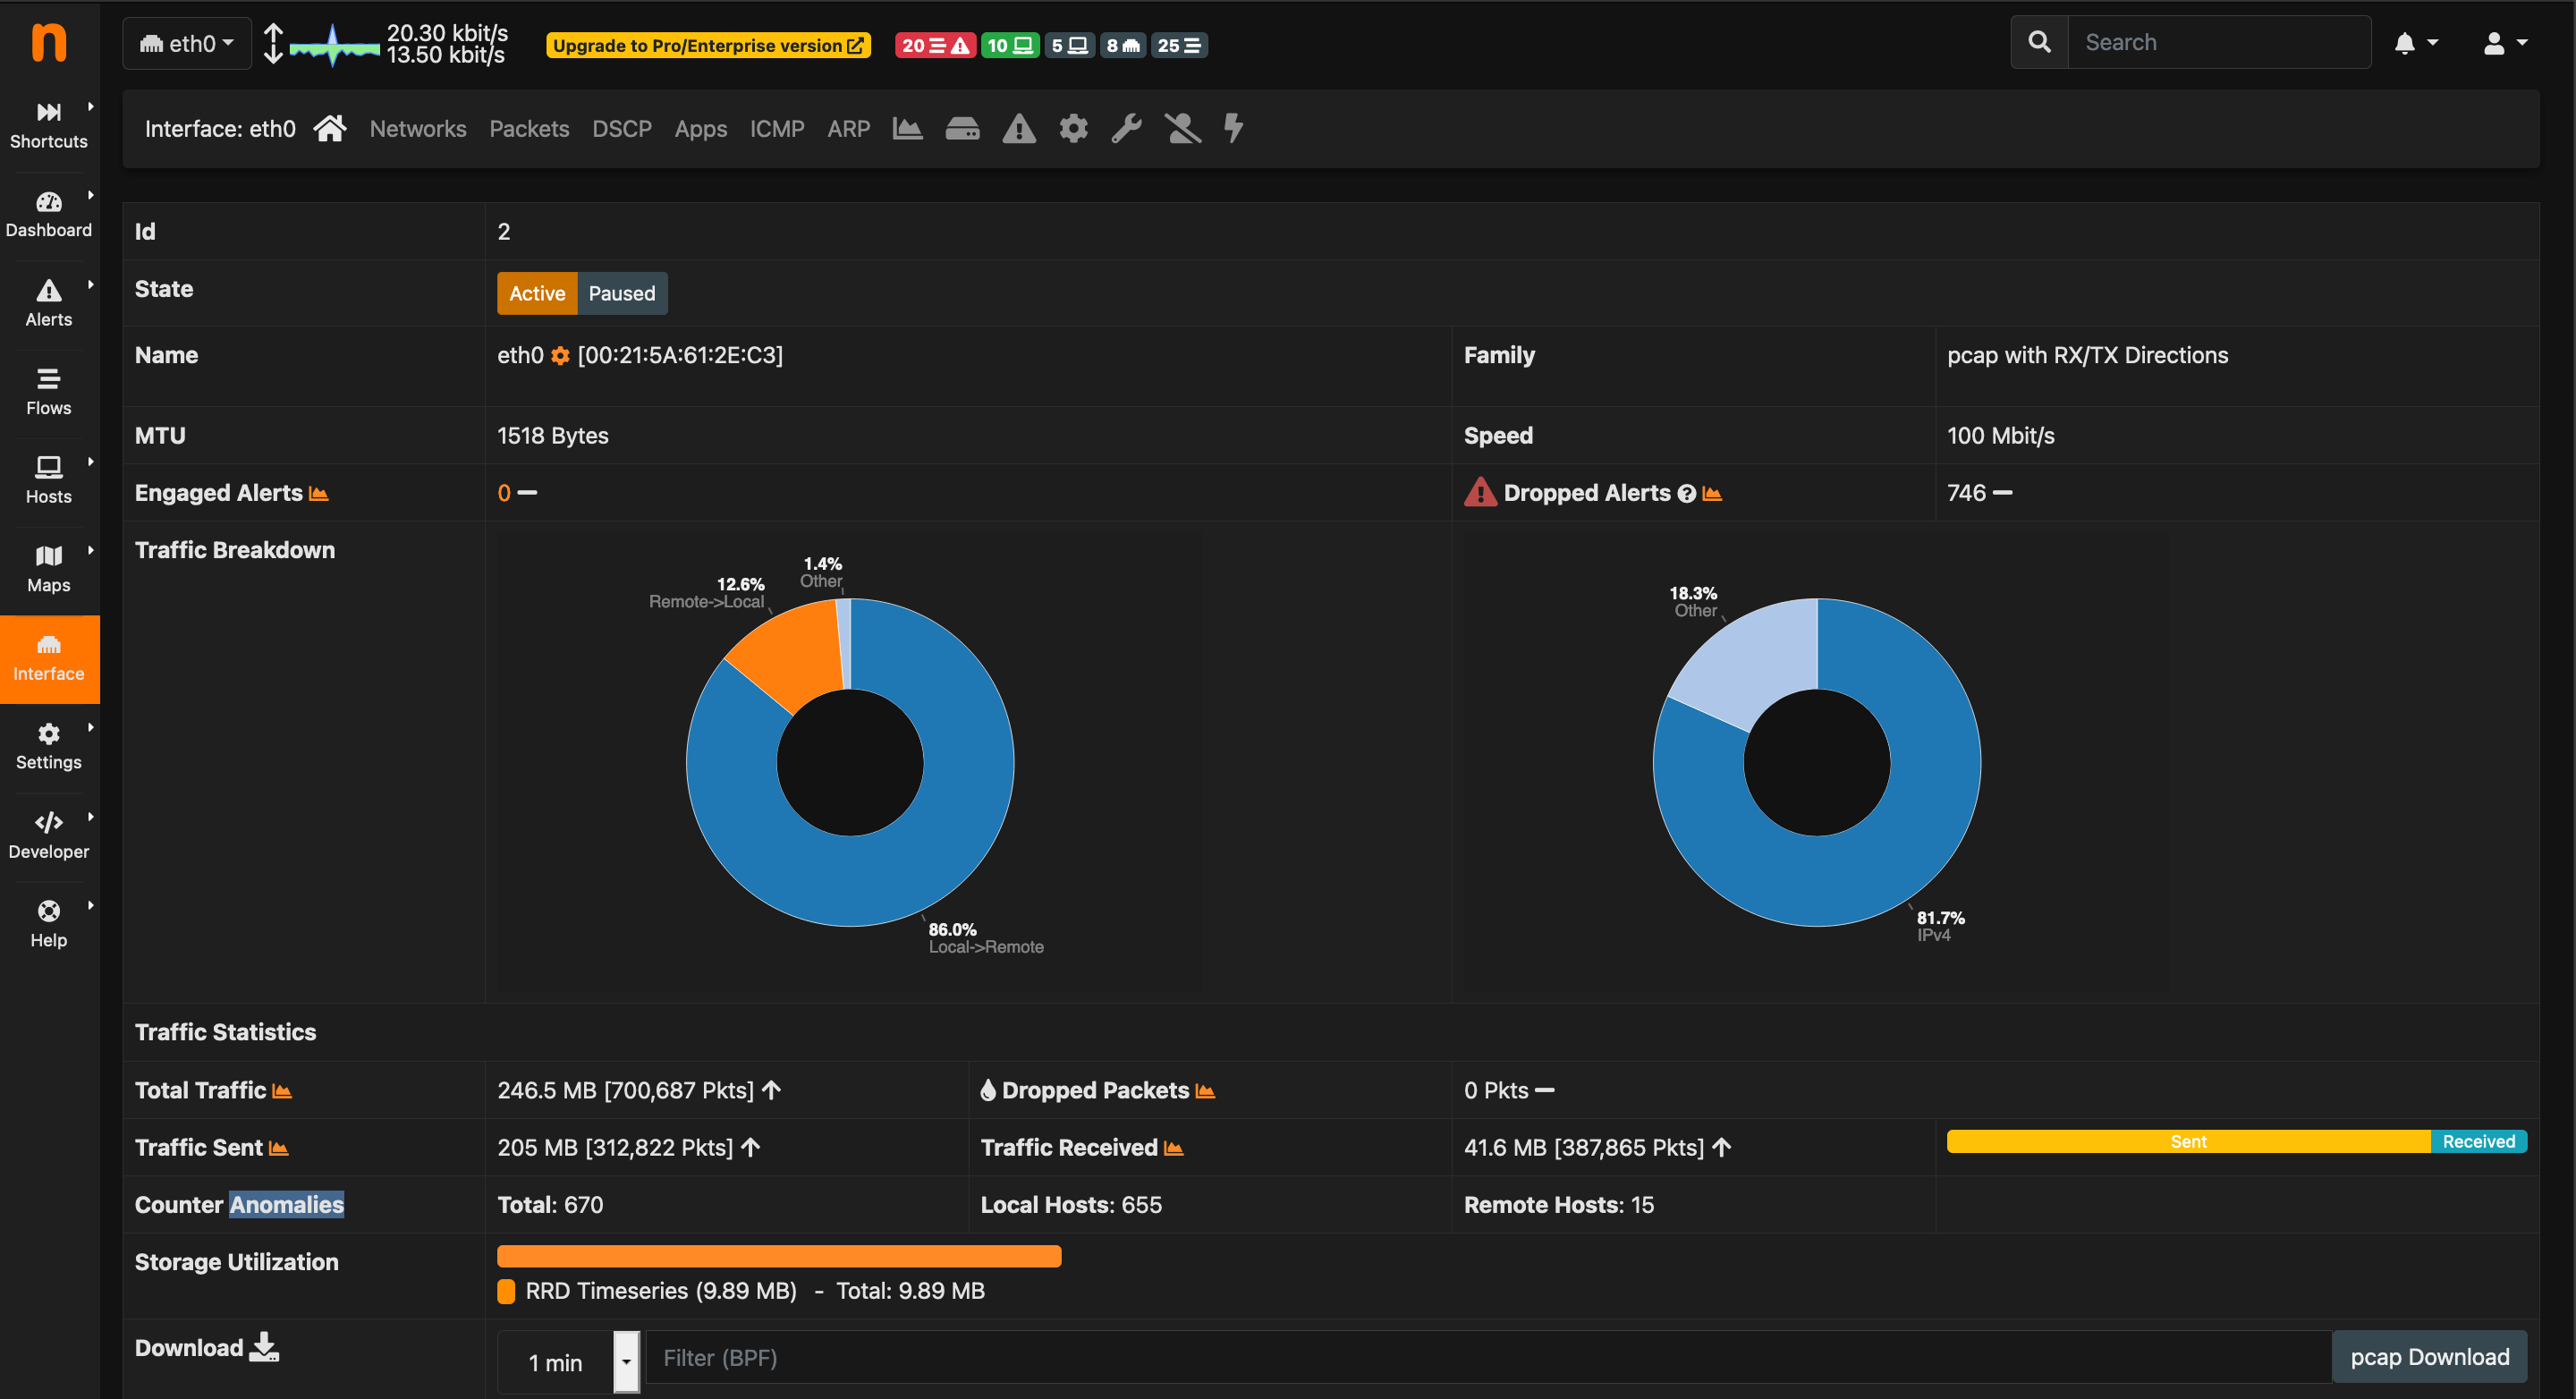 n
eth0
20.30 kbit/s
13.50 kbit/s
Upgrade to Pro/Enterprise version
20
10
5
8
25
Search
Shortcuts
Dashboard
Alerts
Flows
Hosts
Maps
Interface
Settings
Developer
Help
Interface: eth0 Networks Packets DSCP Apps ICMP ARP
Id 2
State Active Paused
Name eth0 [00:21:5A:61:2E:C3] Family pcap with RX/TX Directions
MTU 1518 Bytes Speed 100 Mbit/s
Engaged Alerts 0 Dropped Alerts ? 746
Traffic Breakdown
1.4%
Other
12.6%
Remote->Local
86.0%
Local->Remote
18.3%
Other
81.7%
IPv4
Traffic Statistics
Total Traffic 246.5 MB [700,687 Pkts] Dropped Packets 0 Pkts
Traffic Sent 205 MB [312,822 Pkts] Traffic Received 41.6 MB [387,865 Pkts] Sent Received
Counter Anomalies Total: 670 Local Hosts: 655 Remote Hosts: 15
Storage Utilization
RRD Timeseries (9.89 MB) - Total: 9.89 MB
Download 1 min Filter (BPF) pcap Download